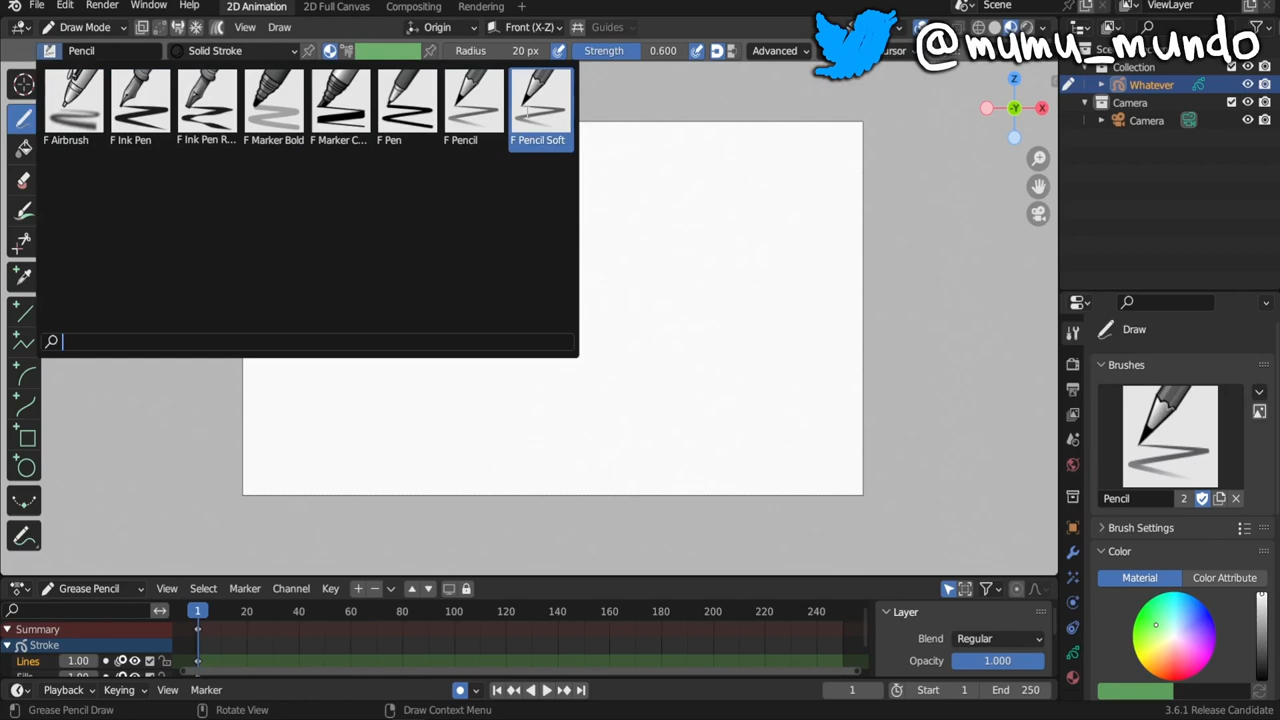 File Edit Render Window Help 2D Animation 2D Full Canvas Compositing Rendering + Scene ViewLayer
Draw Mode View Draw Origin Front (X-Z) Guides
@mumu_mundo
Pencil Solid Stroke Radius 20 px Strength 0.600 Advanced Cursor
F Airbrush F Ink Pen F Ink Pen R... F Marker Bold F Marker C... F Pen F Pencil F Pencil Soft
Collection
Whatever
Camera
Camera
Z
Y X
Draw
Brushes
Pencil 2
Brush Settings
Color
Material Color Attribute
Grease Pencil View Select Marker Channel Key
1 20 40 60 80 100 120 140 160 180 200 220 240
Summary
Stroke
Lines 1.00
Layer
Blend Regular
Opacity 1.000
Playback Keying View Marker 1 Start 1 End 250
Grease Pencil Draw Rotate View Draw Context Menu 3.6.1 Release Candidate